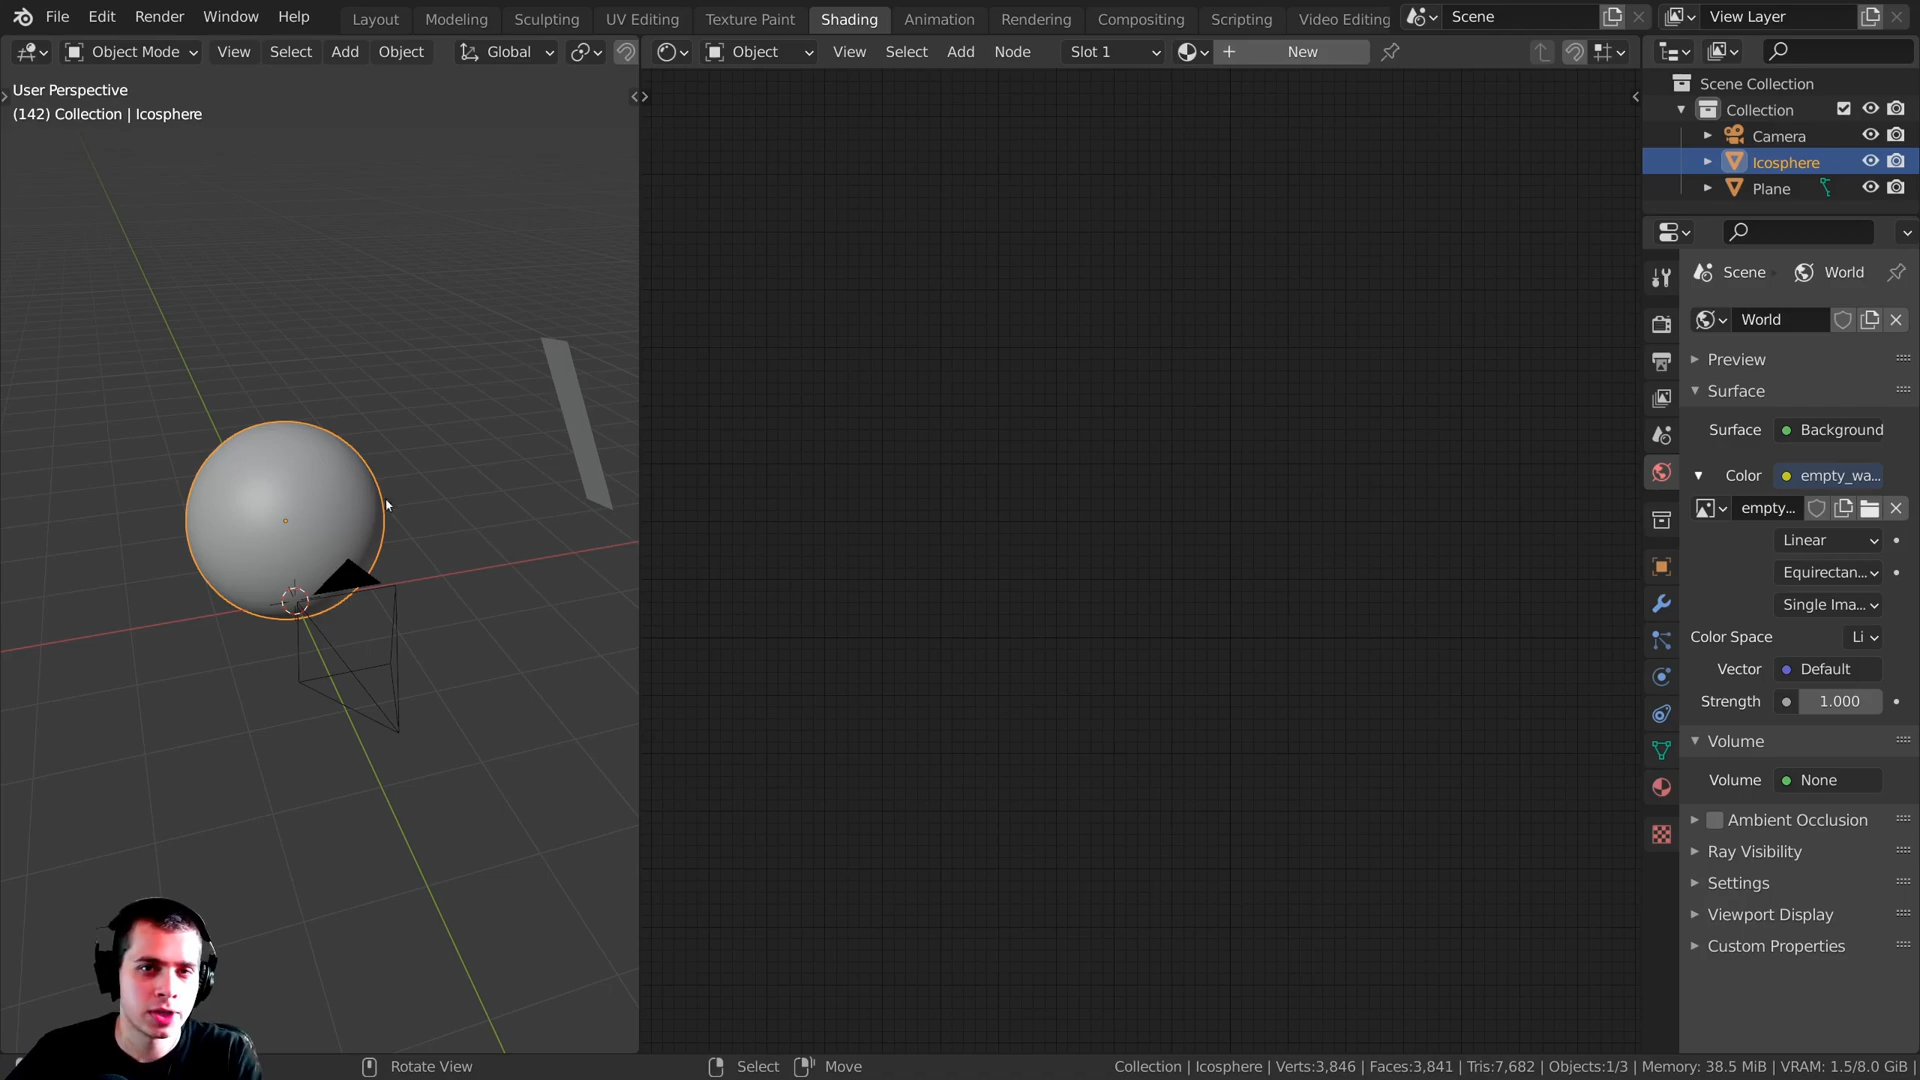 File Edit Render Window Help Layout Modeling Sculpting UV Editing Texture Paint Shading Animation Rendering Compositing Scripting Video Editing Scene View Layer
Object Mode View Select Add Object Global Object View Select Add Node Slot 1 New
User Perspective
(142) Collection | Icosphere
Scene Collection
Collection
Camera
Icosphere
Plane
Scene World
World
Preview
Surface
Surface Background
Color empty_wa...
empty...
Linear
Equirectan...
Single Ima...
Color Space Li
Vector Default
Strength 1.000
Volume
Volume None
Ambient Occlusion
Ray Visibility
Settings
Viewport Display
Custom Properties
Rotate View Select Move Collection | Icosphere | Verts:3,846 | Faces:3,841 | Tris:7,682 | Objects:1/3 | Memory: 38.5 MiB | VRAM: 1.5/8.0 GiB |